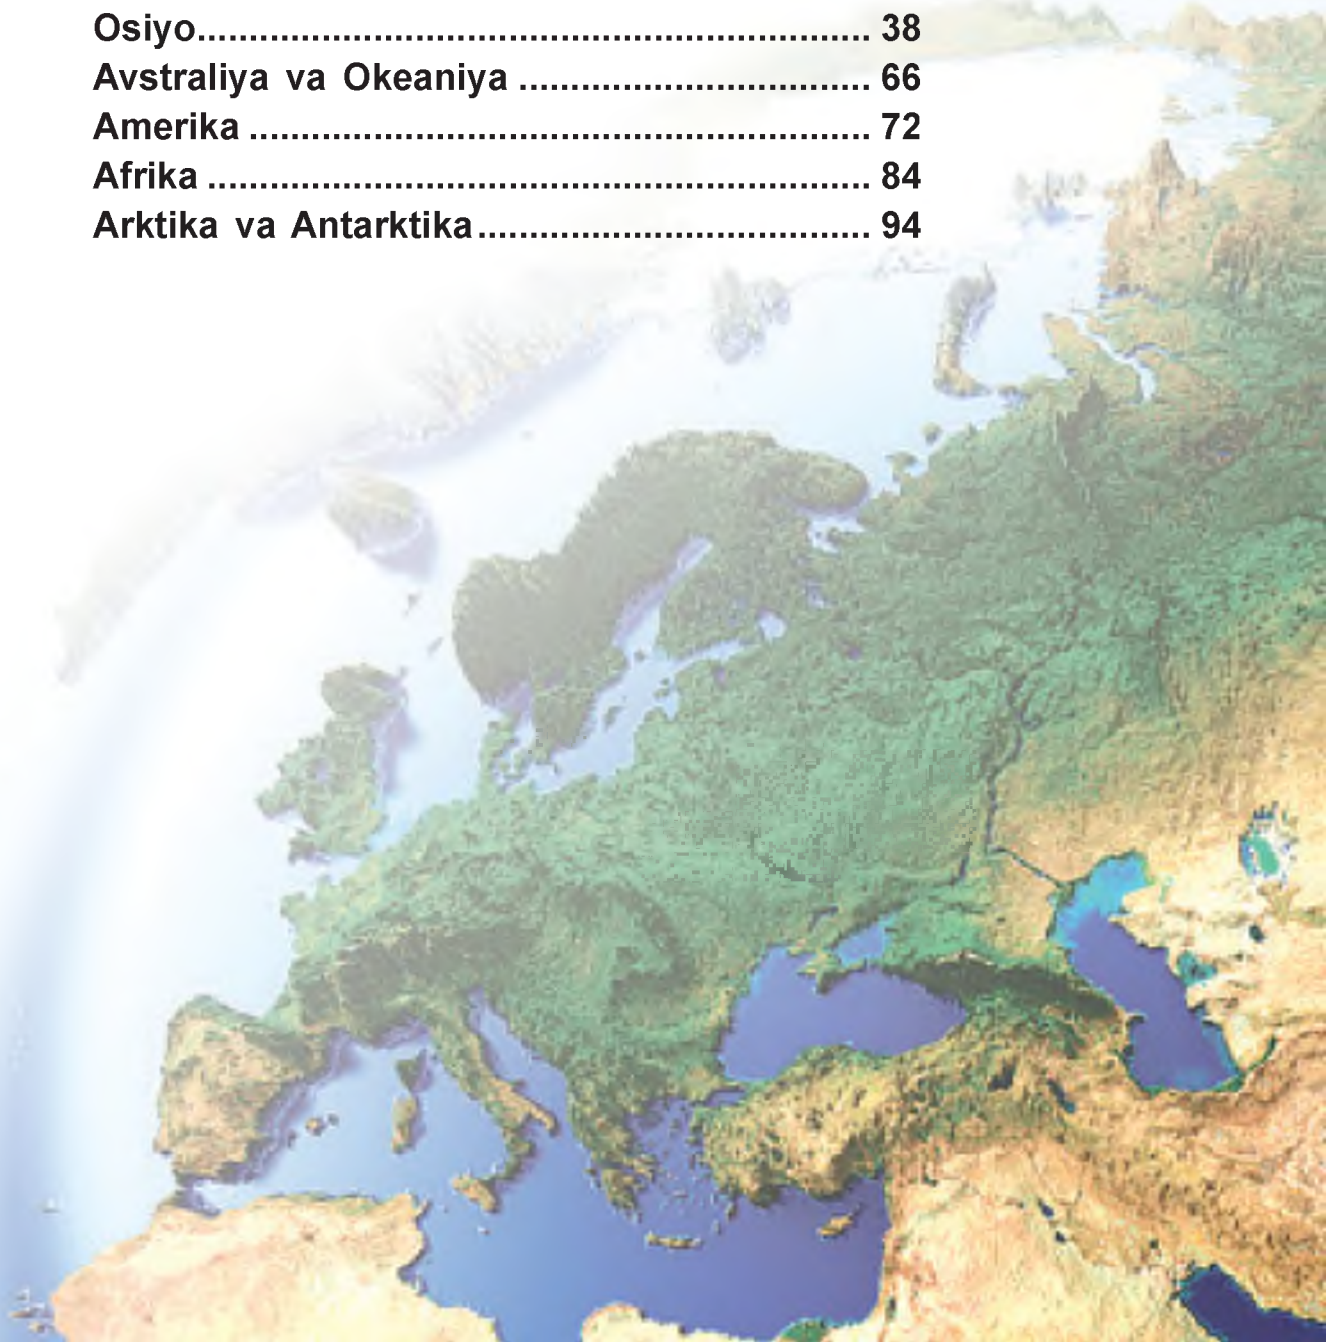 Osiyo................................................................. 38
Avstraliya va Okeaniya .................................. 66
Amerika ............................................................ 72
Afrika ................................................................ 84
Arktika va Antarktika...................................... 94